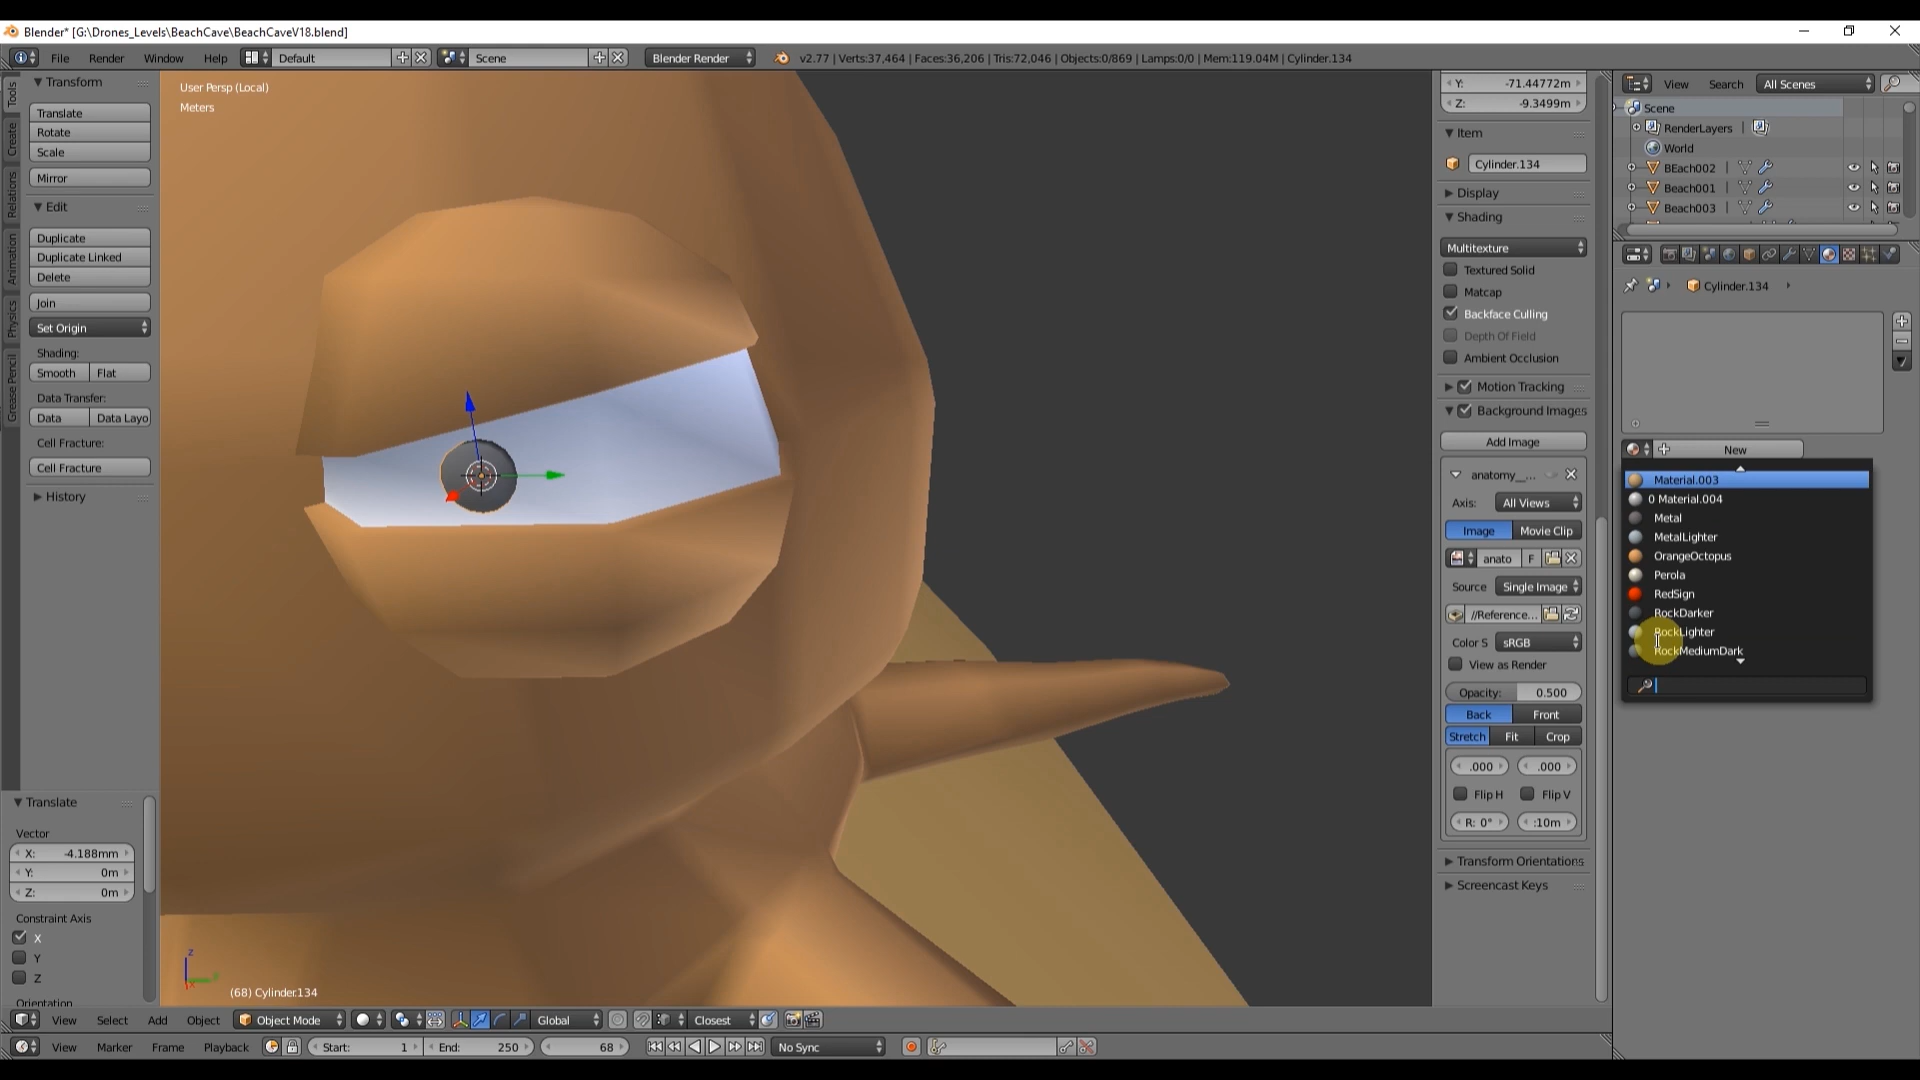 Blender* [G:\Drones_Levels\BeachCave\BeachCaveV18.blend]
File Render Window Help Default Scene Blender Render v2.77 | Verts:37,464 | Faces:36,206 | Tris:72,046 | Objects:0/869 | Lamps:0/0 | Mem:119.04M | Cylinder.134
Tools
Create
Relations
Animation
Physics
Grease Pencil
Transform
Translate
Rotate
Scale
Mirror
Edit
Duplicate
Duplicate Linked
Delete
Join
Set Origin
Shading:
Smooth Flat
Data Transfer:
Data Data Layo
Cell Fracture:
Cell Fracture
History
Translate
Vector
X: -4.188mm
Y: 0m
Z: 0m
Constraint Axis
X
Y
Z
Orientation
User Persp (Local)
Meters
z
(68) Cylinder.134
Y: -71.44772m
Z: -9.3499m
Item
Cylinder.134
Display
Shading
Multitexture
Textured Solid
Matcap
Backface Culling
Depth Of Field
Ambient Occlusion
Motion Tracking
Background Images
Add Image
anatomy__...
Axis: All Views
Image Movie Clip
anato F
Source Single Image
//Reference...
Color S sRGB
View as Render
Opacity: 0.500
Back Front
Stretch Fit Crop
.000 .000
Flip H Flip V
R: 0° :10m
Transform Orientations
Screencast Keys
View Search All Scenes
Scene
RenderLayers
World
BEach002
Beach001
Beach003
Cylinder.134
New
Material.003
0 Material.004
Metal
MetalLighter
OrangeOctopus
Perola
RedSign
RockDarker
RockLighter
RockMediumDark
View Select Add Object Object Mode Global Closest
View Marker Frame Playback Start: 1 End: 250 68 No Sync